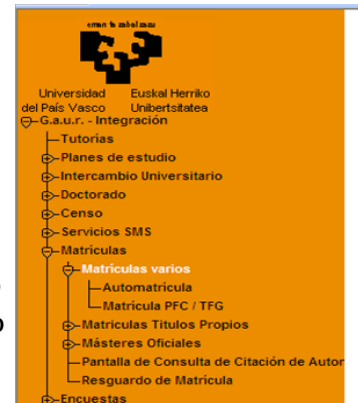 eman ta zabal zazu
Universidad Euskal Herriko
del País Vasco Unibertsitatea
G.a.u.r. - Integración
Tutorías
Planes de estudio
Intercambio Universitario
Doctorado
Censo
Servicios SMS
Matrículas
Matrículas varios
Automatrícula
Matrícula PFC / TFG
Matrículas Títulos Propios
Másteres Oficiales
Pantalla de Consulta de Citación de Autor
Resguardo de Matrícula
Encuestas